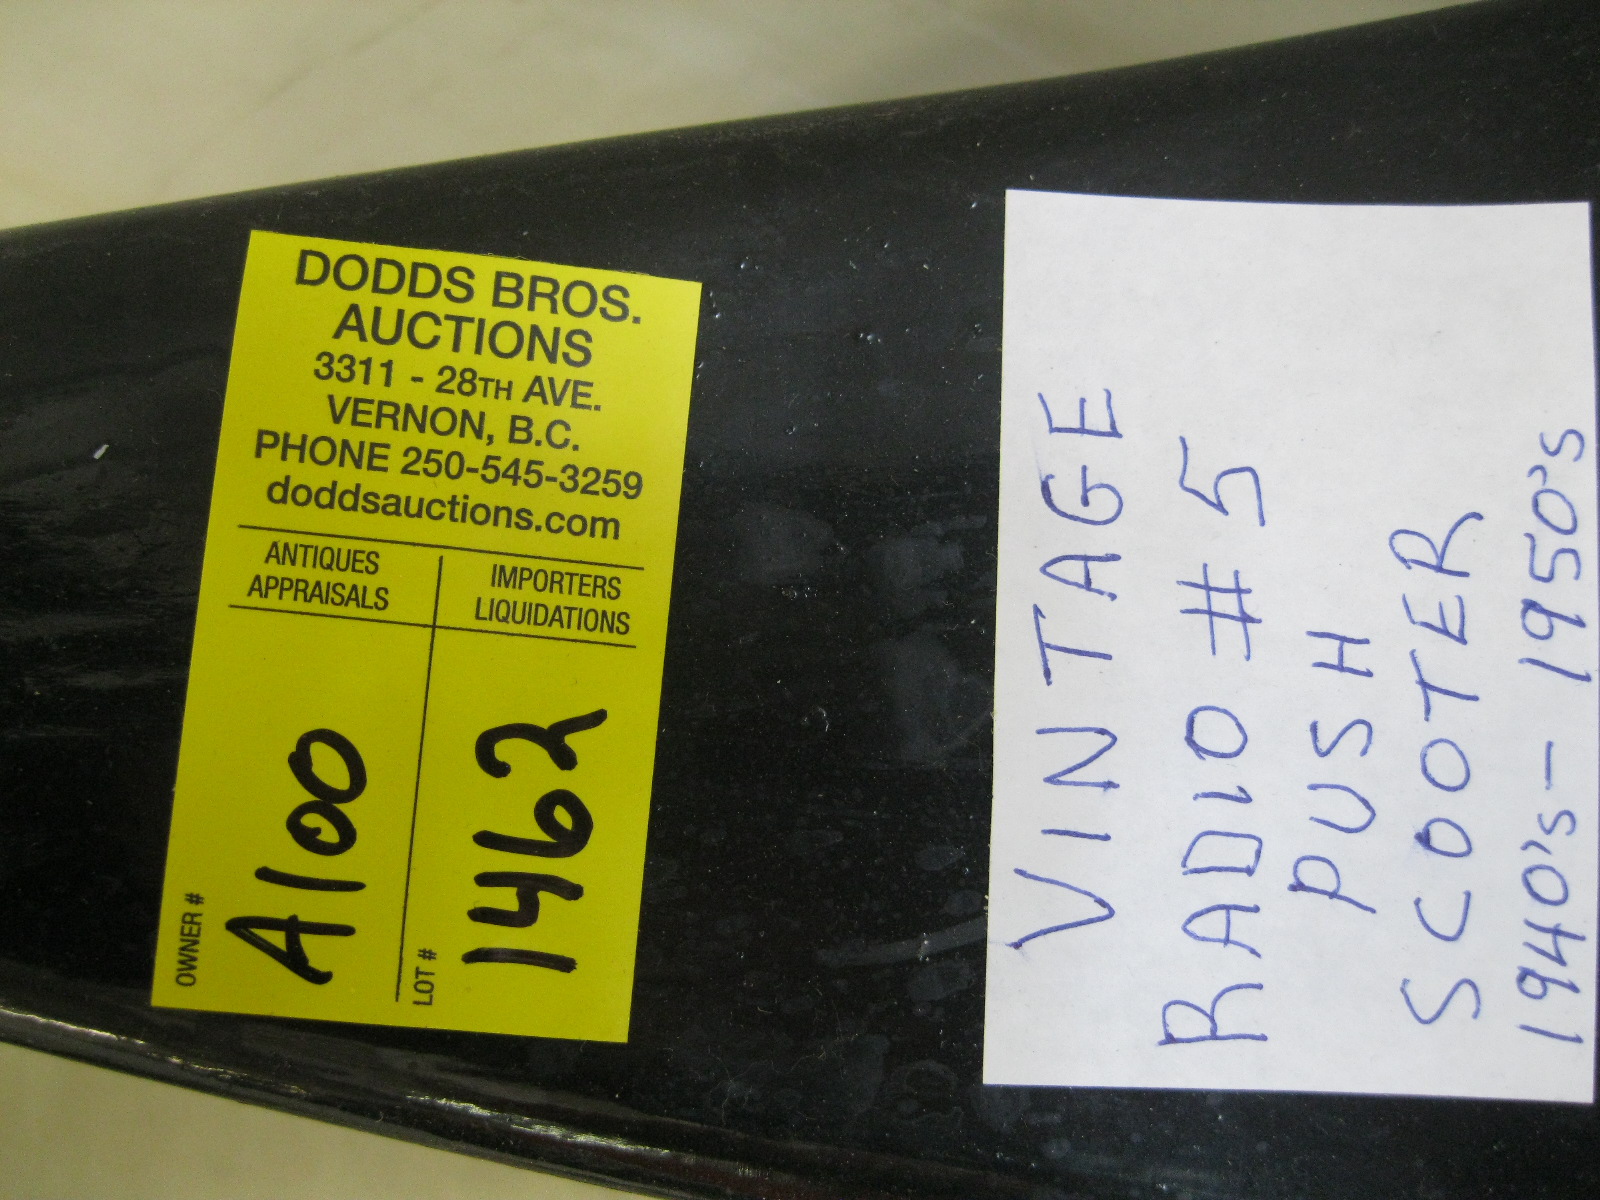 DODDS BROS.
AUCTIONS
3311 - 28TH AVE.
VERNON, B.C.
PHONE 250-545-3259
doddsauctions.com
ANTIQUES
APPRAISALS
IMPORTERS
LIQUIDATIONS
OWNER #
A100
LOT #
1462
VINTAGE
RADIO #5
PUSH
SCOOTER
1940's - 1950's